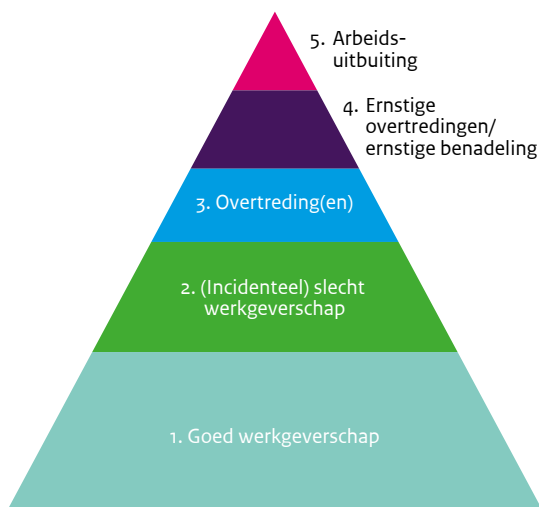 5. Arbeids-
uitbuiting
4. Ernstige
overtredingen/
ernstige benadeling
3. Overtreding(en)
2. (Incidenteel) slecht
werkgeverschap
1. Goed werkgeverschap